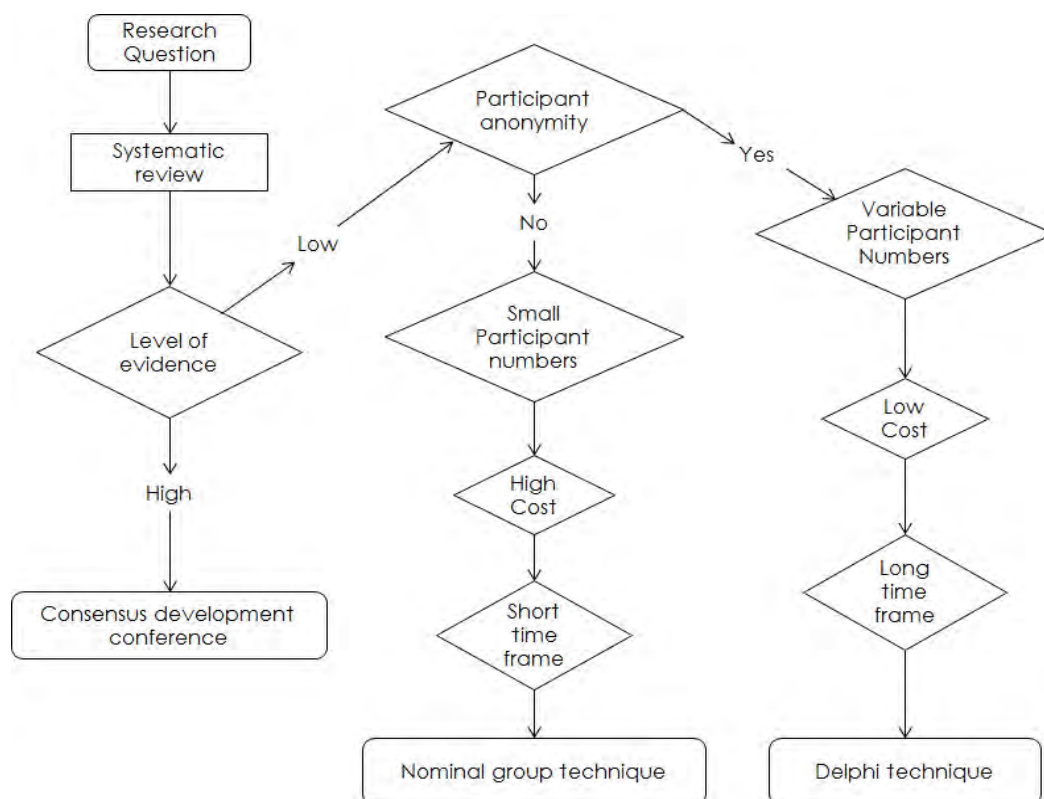 Research
Question
Systematic
review
Level of
evidence
High
Consensus development
conference
Low
Participant
anonymity
No
Small
Participant
numbers
High
Cost
Short
time
frame
Nominal group technique
Yes
Variable
Participant
Numbers
Low
Cost
Long
time
frame
Delphi technique